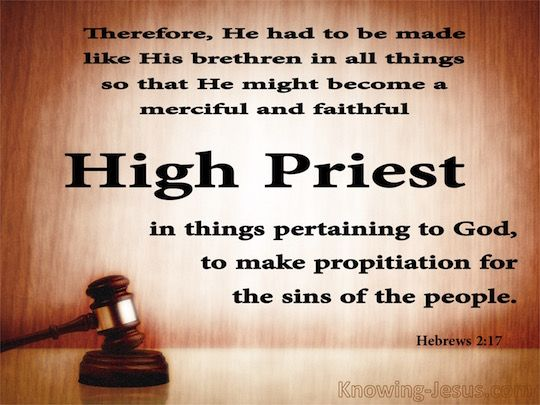 Therefore, He had to be made
like His brethren in all things
so that He might become a
merciful and faithful
High Priest
in things pertaining to God,
to make propitiation for
the sins of the people.
Hebrews 2:17
Knowing-Jesus.com